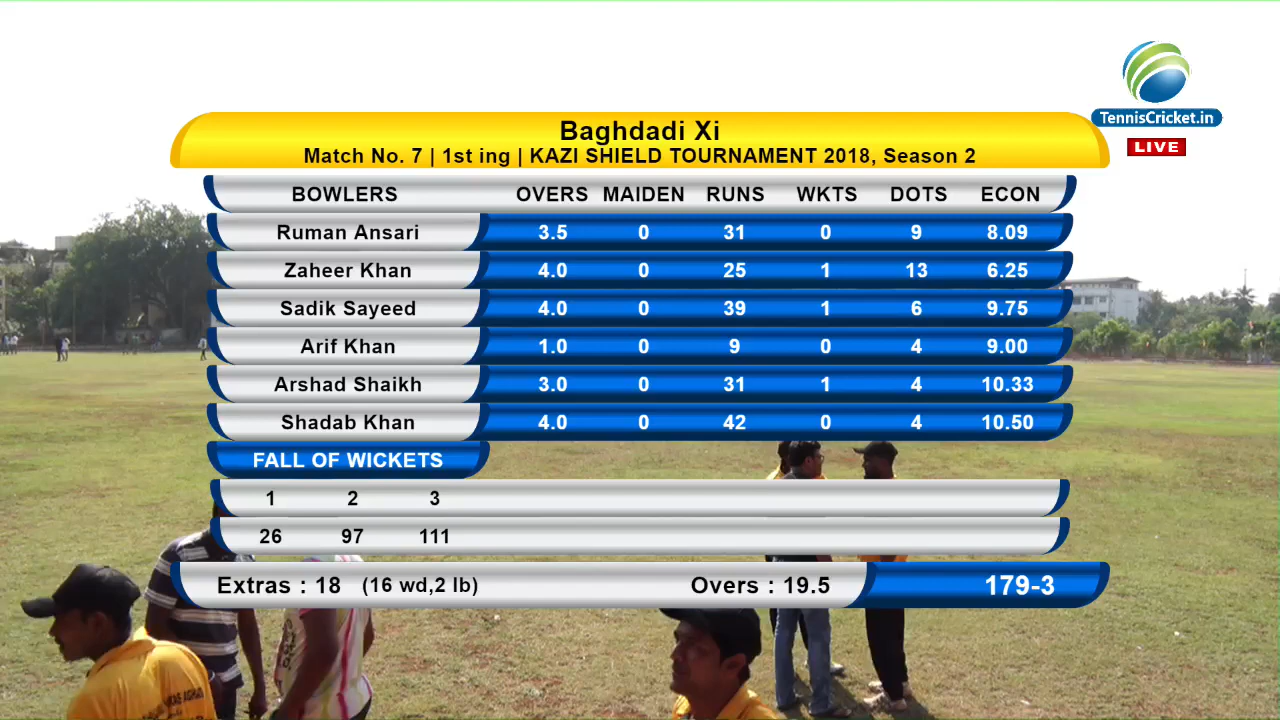 TennisCricket.in
LIVE
Baghdadi Xi
Match No. 7 | 1st ing | KAZI SHIELD TOURNAMENT 2018, Season 2
BOWLERS OVERS MAIDEN RUNS WKTS DOTS ECON
Ruman Ansari 3.5 0 31 0 9 8.09
Zaheer Khan 4.0 0 25 1 13 6.25
Sadik Sayeed 4.0 0 39 1 6 9.75
Arif Khan 1.0 0 9 0 4 9.00
Arshad Shaikh 3.0 0 31 1 4 10.33
Shadab Khan 4.0 0 42 0 4 10.50
FALL OF WICKETS
1 2 3
26 97 111
Extras : 18 (16 wd,2 lb) Overs : 19.5 179-3